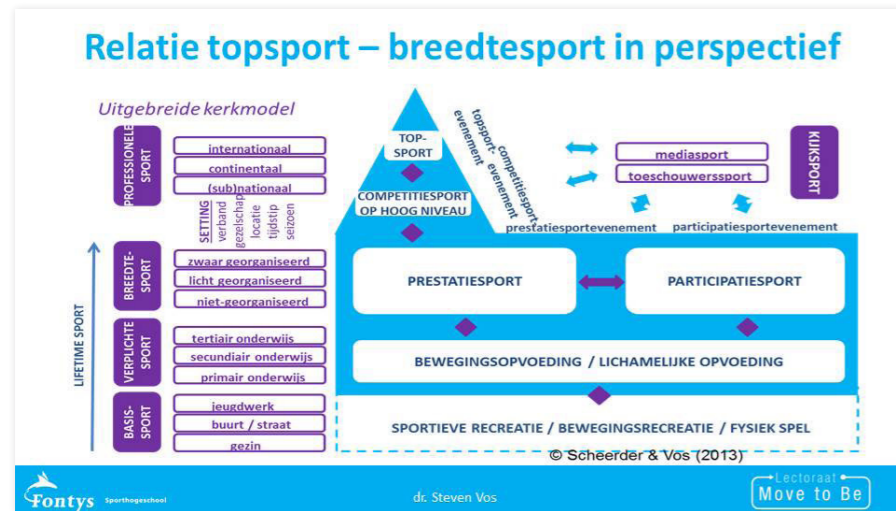 Relatie topsport – breedtesport in perspectief
Uitgebreide kerkmodel
PROFESSIONELE
SPORT
internationaal
continentaal
(sub)nationaal
SETTING
verband
gezelschap
locatie
tijdstip
seizoen
BREEDTE-
SPORT
zwaar georganiseerd
licht georganiseerd
niet-georganiseerd
VERPLICHTE
SPORT
tertiair onderwijs
secundiair onderwijs
primair onderwijs
BASIS-
SPORT
jeugdwerk
buurt / straat
gezin
LIFETIME SPORT
TOP-
SPORT
COMPETITIESPORT
OP HOOG NIVEAU
topsport-
evenement
competitiesport-
evenement
prestatiesportevenement
participatiesportevenement
mediasport
toeschouwerssport
KIJKSPORT
PRESTATIESPORT
PARTICIPATIESPORT
BEWEGINGSOPVOEDING / LICHAMELIJKE OPVOEDING
SPORTIEVE RECREATIE / BEWEGINGSRECREATIE / FYSIEK SPEL
© Scheerder & Vos (2013)
Fontys Sporthogeschool
dr. Steven Vos
Lectoraat
Move to Be